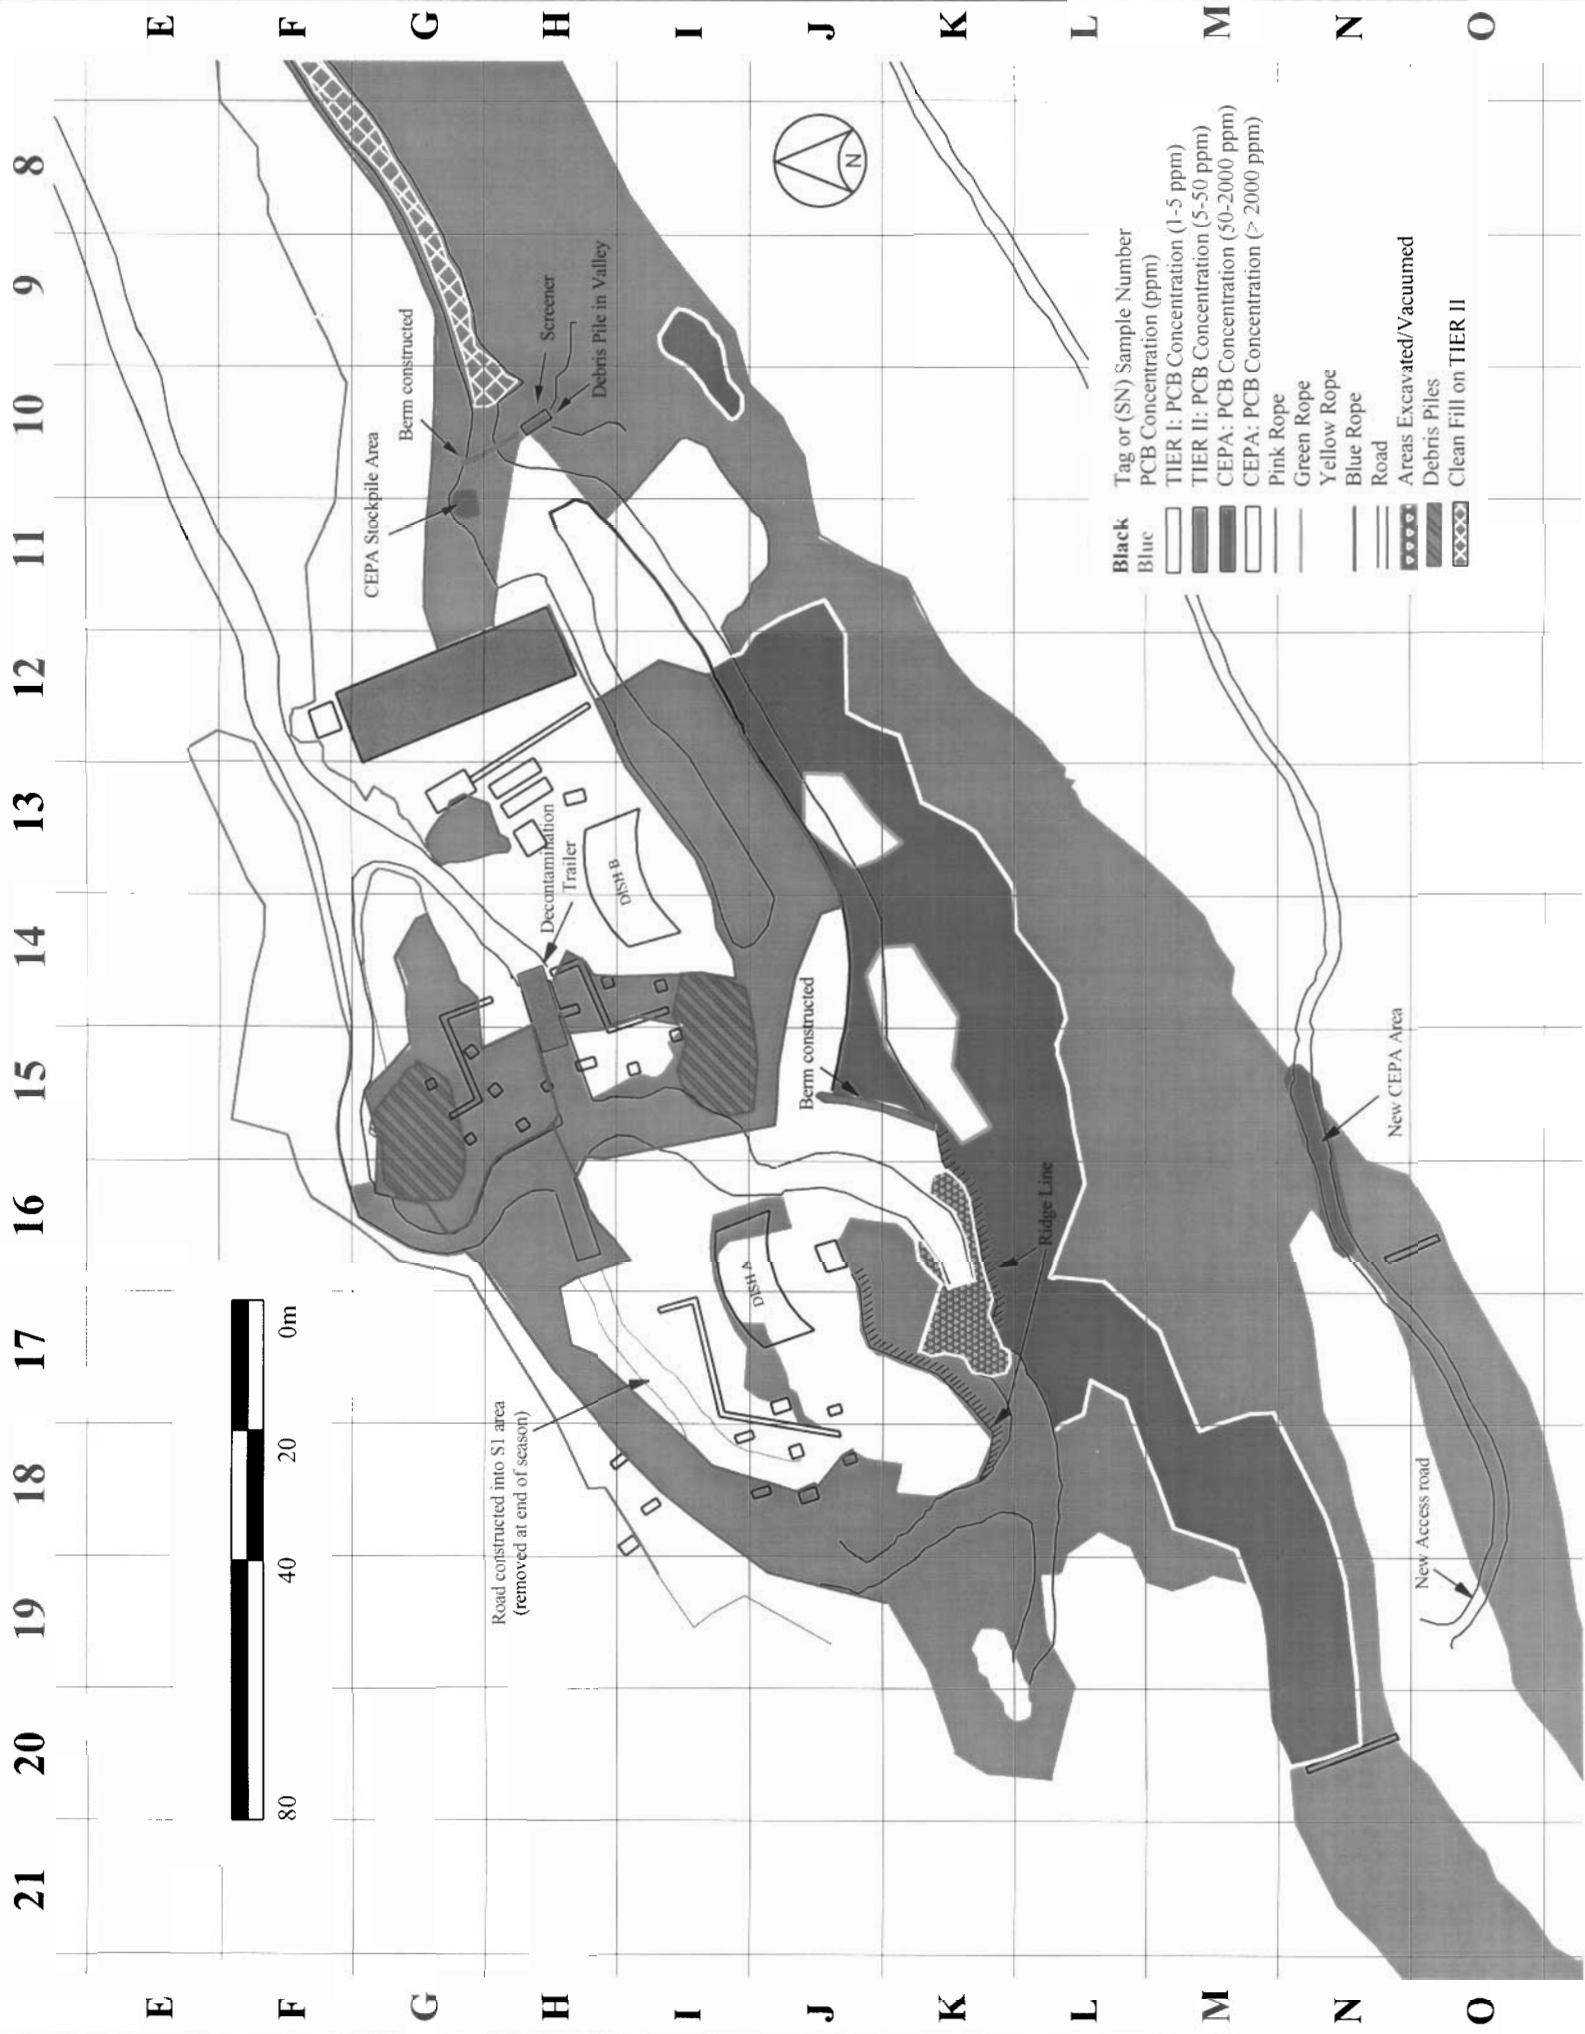 E
F
G
H
I
J
K
L
M
N
O
21
20
19
18
17
16
15
14
13
12
11
10
9
8
80
40
20
0m
Road constructed into S1 area
(removed at end of season)
CEPA Stockpile Area
Berm constructed
Screener
Debris Pile in Valley
Decontamination
Trailer
DISH B
DISH A
Berm constructed
Ridge Line
New CEPA Area
New Access road
N
Black Tag or (SN) Sample Number
Blue PCB Concentration (ppm)
TIER I: PCB Concentration (1-5 ppm)
TIER II: PCB Concentration (5-50 ppm)
CEPA: PCB Concentration (50-2000 ppm)
CEPA: PCB Concentration (> 2000 ppm)
Pink Rope
Green Rope
Yellow Rope
Blue Rope
Road
Areas Excavated/Vacuumed
Debris Piles
Clean Fill on TIER II
E
F
G
H
I
J
K
L
M
N
O